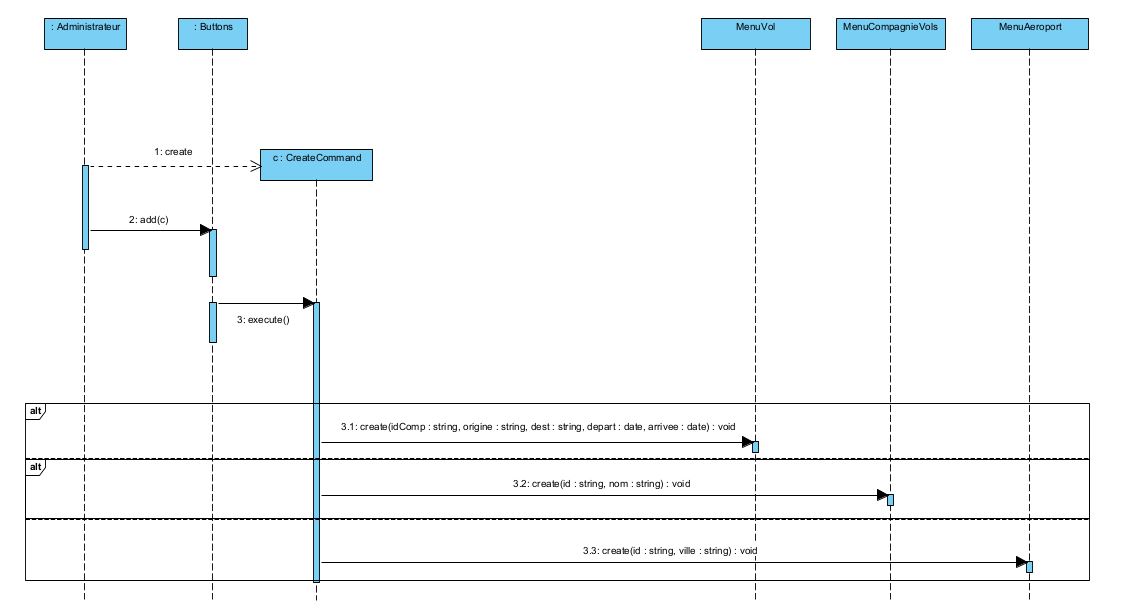 : Administrateur
: Buttons
MenuVol
MenuCompagnieVols
MenuAeroport
1: create
c : CreateCommand
2: add(c)
3: execute()
alt
3.1: create(idComp : string, origine : string, dest : string, depart : date, arrivee : date) : void
alt
3.2: create(id : string, nom : string) : void
3.3: create(id : string, ville : string) : void